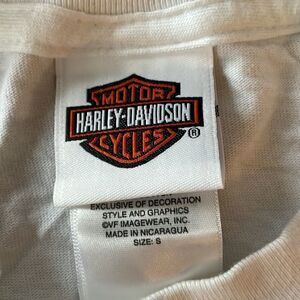 MOTOR
HARLEY-DAVIDSON
CYCLES ®
EXCLUSIVE OF DECORATION
STYLE AND GRAPHICS
©VF IMAGEWEAR, INC.
MADE IN NICARAGUA
SIZE: S